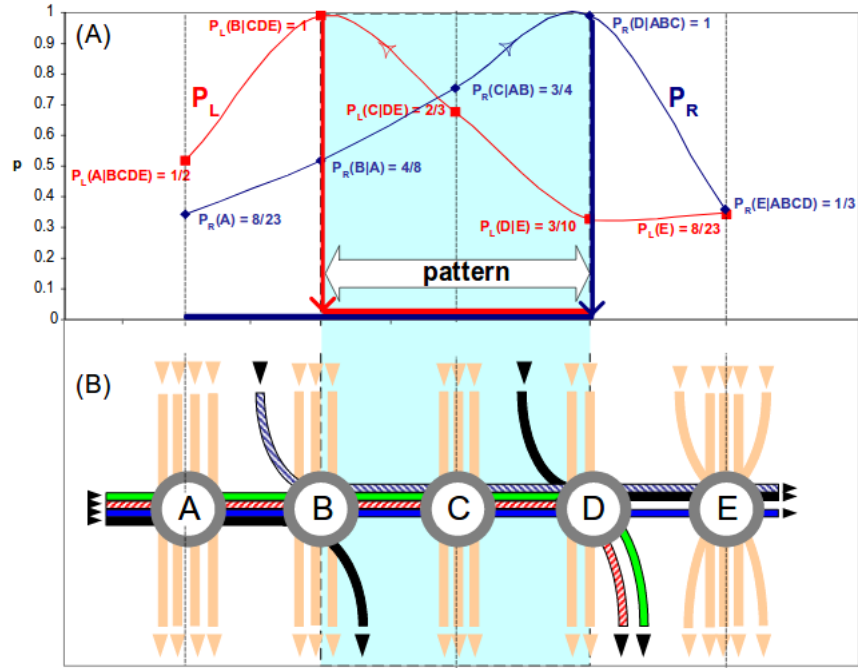 (A)
1
0.9
0.8
0.7
0.6
0.5
0.4
0.3
0.2
0.1
0
p
P_L(B|CDE) = 1
P_R(D|ABC) = 1
P_L
P_R(C|AB) = 3/4
P_L(C|DE) = 2/3
P_R
P_L(A|BCDE) = 1/2
P_R(B|A) = 4/8
P_R(A) = 8/23
P_L(D|E) = 3/10
P_L(E) = 8/23
P_R(E|ABCD) = 1/3
pattern
(B)
A B C D E